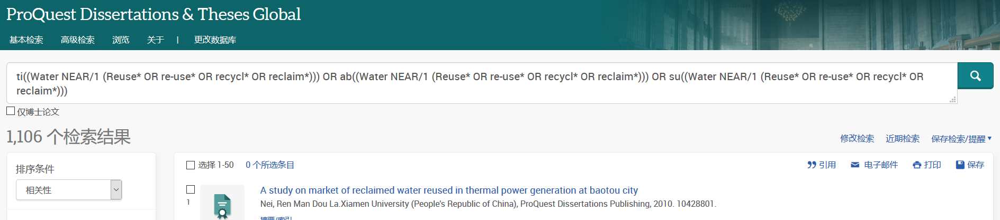 ProQuest Dissertations & Theses Global
基本检索 高级检索 浏览 关于 | 更改数据库
ti((Water NEAR/1 (Reuse* OR re-use* OR recycl* OR reclaim*))) OR ab((Water NEAR/1 (Reuse* OR re-use* OR recycl* OR reclaim*))) OR su((Water NEAR/1 (Reuse* OR re-use* OR recycl* OR
reclaim*)))
仅博士论文
1,106 个检索结果
修改检索 近期检索 保存检索/提醒
排序条件
相关性
选择 1-50 0 个所选条目
引用 电子邮件 打印 保存
1
A study on market of reclaimed water reused in thermal power generation at baotou city
Nei, Ren Man Dou La.Xiamen University (People's Republic of China), ProQuest Dissertations Publishing, 2010. 10428801.
摘要/索引